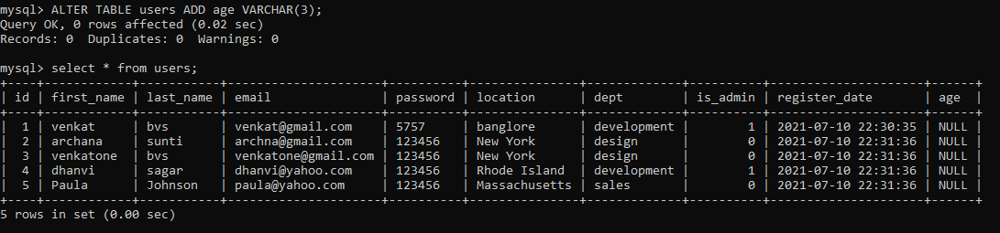 mysql> ALTER TABLE users ADD age VARCHAR(3);
Query OK, 0 rows affected (0.02 sec)
Records: 0  Duplicates: 0  Warnings: 0

mysql> select * from users;
+----+------------+-----------+---------------------+----------+---------------+-------------+----------+---------------------+------+
| id | first_name | last_name | email               | password | location      | dept        | is_admin | register_date       | age  |
+----+------------+-----------+---------------------+----------+---------------+-------------+----------+---------------------+------+
|  1 | venkat     | bvs       | venkat@gmail.com    | 5757     | banglore      | development |        1 | 2021-07-10 22:30:35 | NULL |
|  2 | archana    | sunti     | archna@gmail.com    | 123456   | New York      | design      |        0 | 2021-07-10 22:31:36 | NULL |
|  3 | venkatone  | bvs       | venkatone@gmail.com | 123456   | New York      | design      |        0 | 2021-07-10 22:31:36 | NULL |
|  4 | dhanvi     | sagar     | dhanvi@yahoo.com    | 123456   | Rhode Island  | development |        1 | 2021-07-10 22:31:36 | NULL |
|  5 | Paula      | Johnson   | paula@yahoo.com     | 123456   | Massachusetts | sales       |        0 | 2021-07-10 22:31:36 | NULL |
+----+------------+-----------+---------------------+----------+---------------+-------------+----------+---------------------+------+
5 rows in set (0.00 sec)